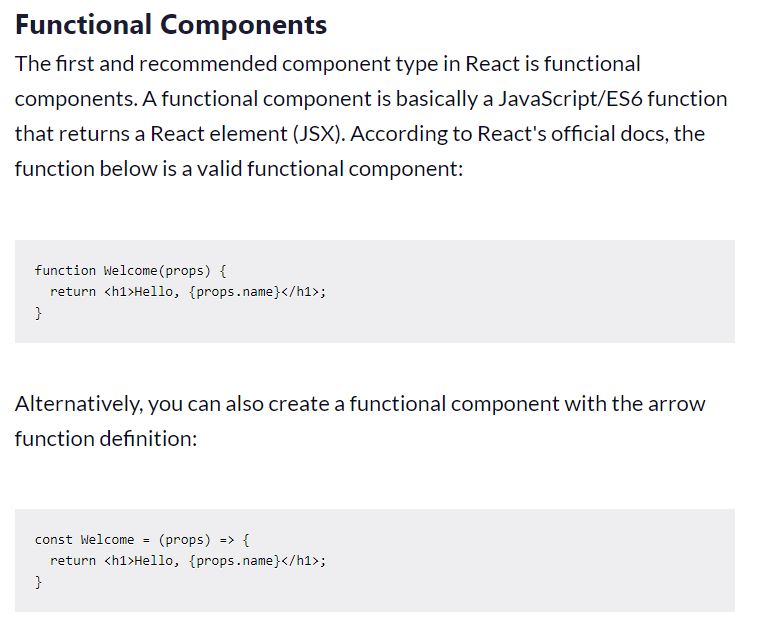 Functional Components
The first and recommended component type in React is functional
components. A functional component is basically a JavaScript/ES6 function
that returns a React element (JSX). According to React's official docs, the
function below is a valid functional component:
function Welcome(props) {
  return <h1>Hello, {props.name}</h1>;
}
Alternatively, you can also create a functional component with the arrow
function definition:
const Welcome = (props) => {
  return <h1>Hello, {props.name}</h1>;
}